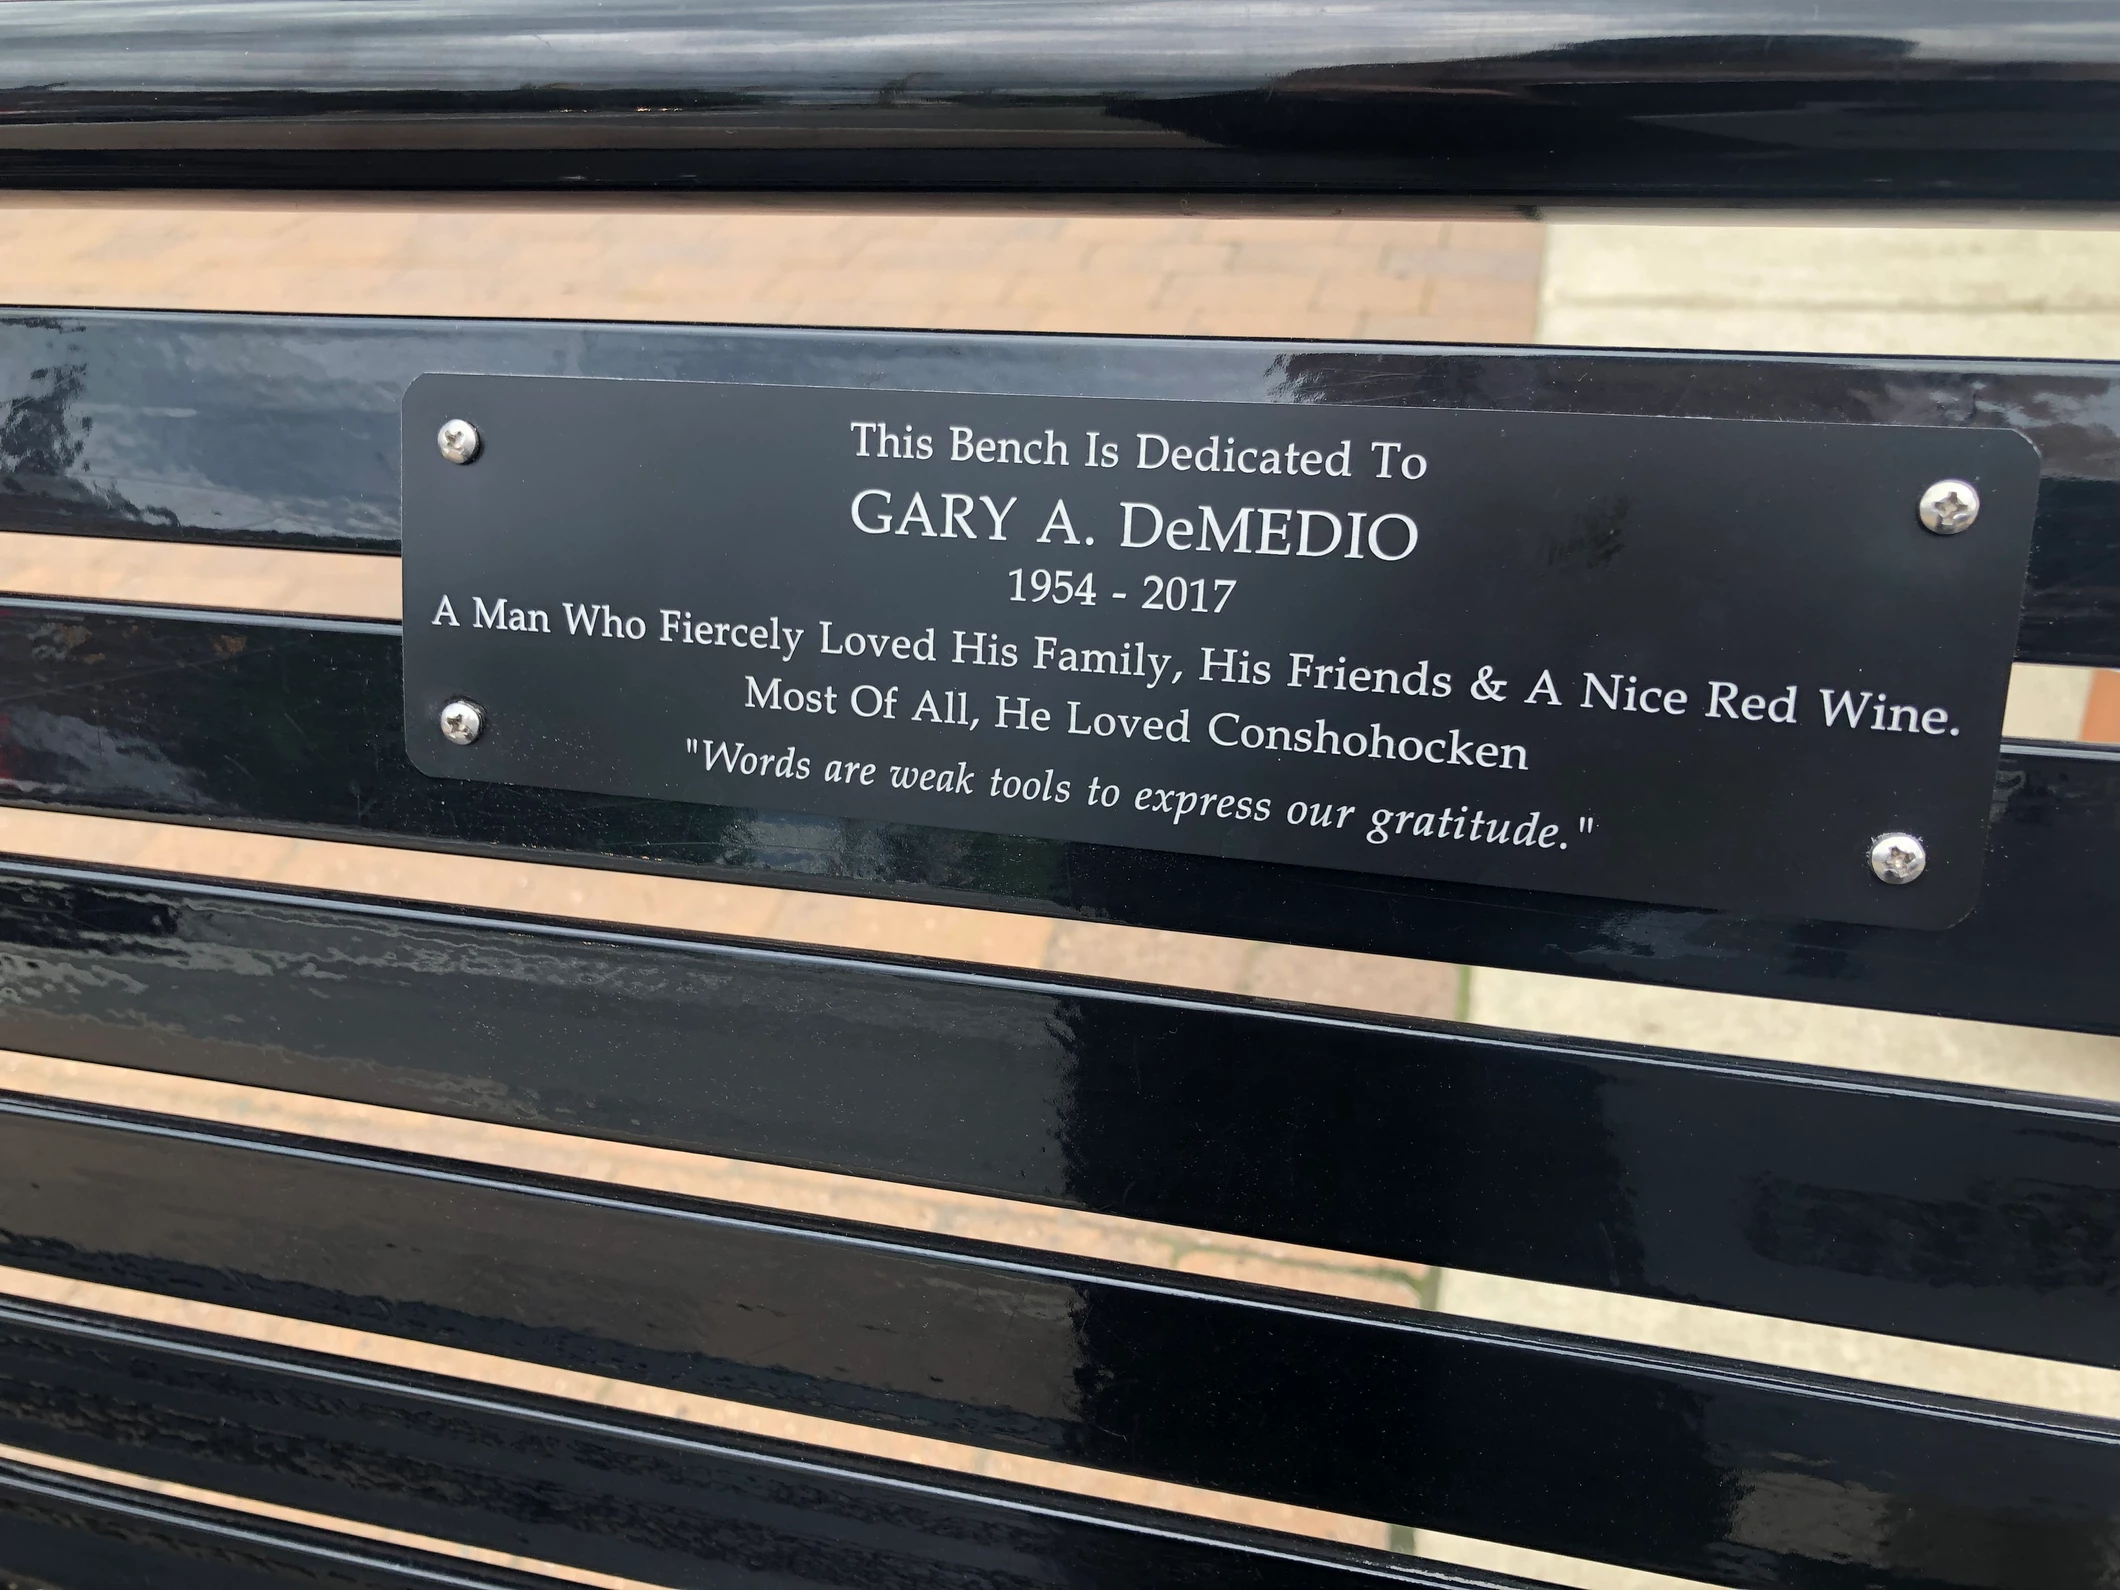 This Bench Is Dedicated To
GARY A. DeMEDIO
1954 - 2017
A Man Who Fiercely Loved His Family, His Friends & A Nice Red Wine.
Most Of All, He Loved Conshohocken
"Words are weak tools to express our gratitude."